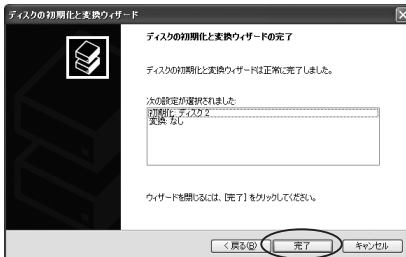 ディスクの初期化と変換ウィザード
ディスクの初期化と変換ウィザードの完了
ディスクの初期化と変換ウィザードは正常に完了しました。
次の設定が選択されました:
初期化: ディスク 2
変換: なし
ウィザードを閉じるには、[完了] をクリックしてください。
< 戻る(B)
完了
キャンセル